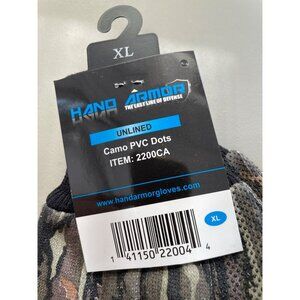 XL
HAND ARMOR
THE EASY LINE OF DEFENSE
UNLINED
Camo PVC Dots
ITEM: 2200CA
www.handarmorgloves.com
XL
1 41150 22004 4